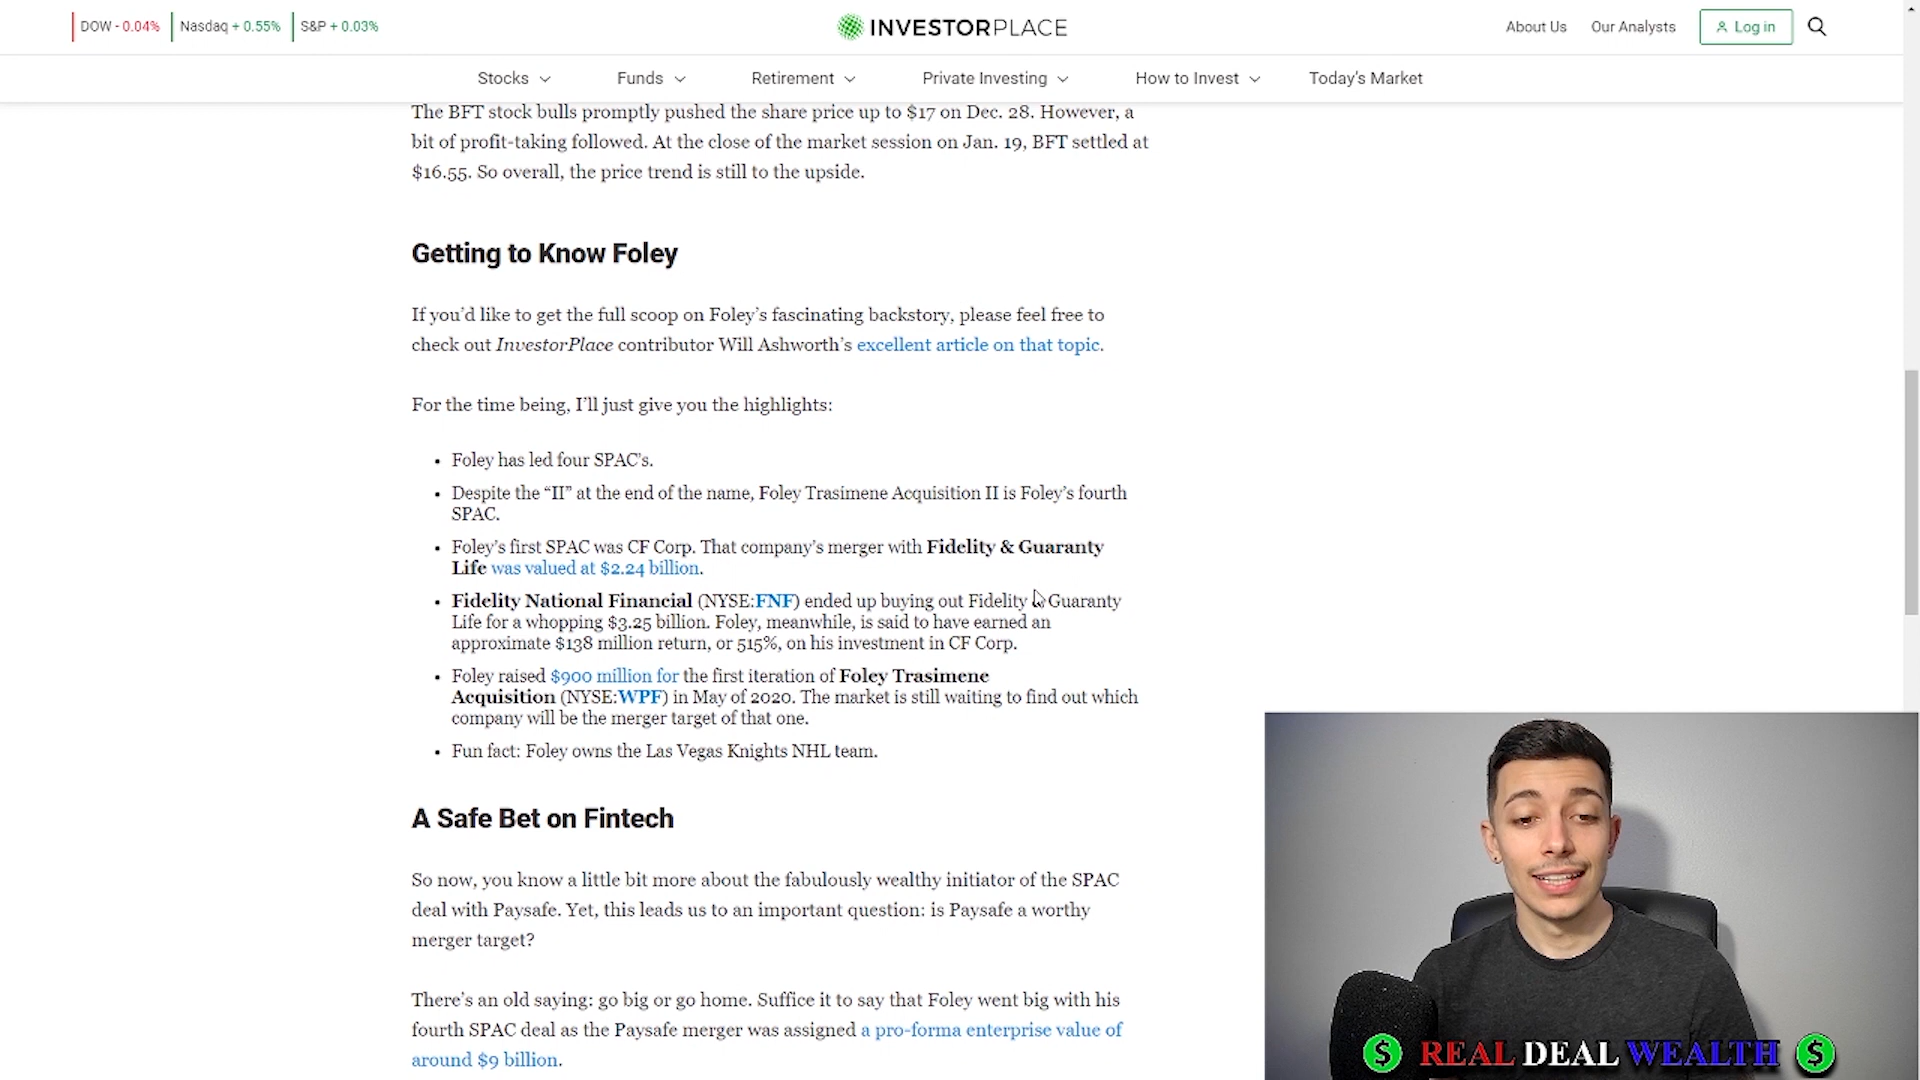 DOW - 0.04% Nasdaq + 0.55% S&P + 0.03%
INVESTORPLACE
About Us Our Analysts Log in
Stocks Funds Retirement Private Investing How to Invest Today's Market
The BFT stock bulls promptly pushed the share price up to $17 on Dec. 28. However, a
bit of profit-taking followed. At the close of the market session on Jan. 19, BFT settled at
$16.55. So overall, the price trend is still to the upside.
Getting to Know Foley
If you'd like to get the full scoop on Foley's fascinating backstory, please feel free to
check out InvestorPlace contributor Will Ashworth's excellent article on that topic.
For the time being, I'll just give you the highlights:
• Foley has led four SPAC's.
• Despite the “II” at the end of the name, Foley Trasimene Acquisition II is Foley's fourth
SPAC.
• Foley's first SPAC was CF Corp. That company's merger with Fidelity & Guaranty
Life was valued at $2.24 billion.
• Fidelity National Financial (NYSE:FNF) ended up buying out Fidelity & Guaranty
Life for a whopping $3.25 billion. Foley, meanwhile, is said to have earned an
approximate $138 million return, or 515%, on his investment in CF Corp.
• Foley raised $900 million for the first iteration of Foley Trasimene
Acquisition (NYSE:WPF) in May of 2020. The market is still waiting to find out which
company will be the merger target of that one.
• Fun fact: Foley owns the Las Vegas Knights NHL team.
A Safe Bet on Fintech
So now, you know a little bit more about the fabulously wealthy initiator of the SPAC
deal with Paysafe. Yet, this leads us to an important question: is Paysafe a worthy
merger target?
There's an old saying: go big or go home. Suffice it to say that Foley went big with his
fourth SPAC deal as the Paysafe merger was assigned a pro-forma enterprise value of
around $9 billion.
$ REAL DEAL WEALTH $